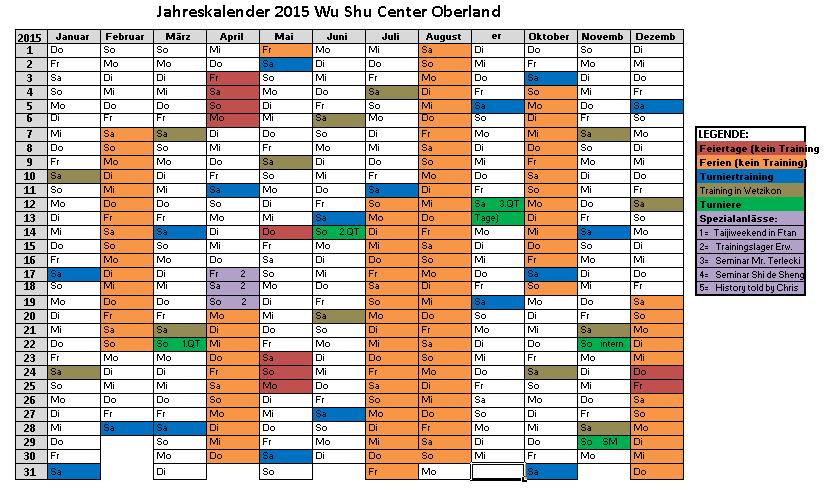 Jahreskalender 2015 Wu Shu Center Oberland
2015 Januar Februar März April Mai Juni Juli August er Oktober Novemb Dezemb
1 Do So So Mi Fr Mo Mi Sa Di Do So Di
2 Fr Mo Mo Do Sa Di Do So Mi Fr Mo Mi
3 Sa Di Di Fr So Mi Fr Mo Do Sa Di Do
4 So Mi Mi Sa Mo Do Sa Di Fr So Mi Fr
5 Mo Do Do So Di Fr So Mi Sa Mo Do Sa
6 Di Fr Fr Mo Mi Sa Mo Do So Di Fr So
7 Mi Sa Sa Di Do So Di Fr Mo Mi Sa Mo
8 Do So So Mi Fr Mo Mi Sa Di Do So Di
9 Fr Mo Mo Do Sa Di Do So Mi Fr Mo Mi
10 Sa Di Di Fr So Mi Fr Mo Do Sa Di Do
11 So Mi Mi Sa Mo Do Sa Di Fr So Mi Fr
12 Mo Do Do So Di Fr So Mi Sa 3.QT Mo Do Sa
13 Di Fr Fr Mo Mi Sa Mo Do Tage) Di Fr So
14 Mi Sa Sa Di Do So 2.QT Di Fr Mo Mi Sa Mo
15 Do So So Mi Fr Mo Mi Sa Di Do So Di
16 Fr Mo Mo Do Sa Di Do So Mi Fr Mo Mi
17 Sa Di Di Fr 2 So Mi Fr Mo Do Sa Di Do
18 So Mi Mi Sa 2 Mo Do Sa Di Fr So Mi Fr
19 Mo Do Do So 2 Di Fr So Mi Sa Mo Do Sa
20 Di Fr Fr Mo Mi Sa Mo Do So Di Fr So
21 Mi Sa Sa Di Do So Di Fr Mo Mi Sa Mo
22 Do So So 1.QT Mi Fr Mo Mi Sa Di Do So intern Di
23 Fr Mo Mo Do Sa Di Do So Mi Fr Mo Mi
24 Sa Di Di Fr So Mi Fr Mo Do Sa Di Do
25 So Mi Mi Sa Mo Do Sa Di Fr So Mi Fr
26 Mo Do Do So Di Fr So Mi Sa Mo Do Sa
27 Di Fr Fr Mo Mi Sa Mo Do So Di Fr So
28 Mi Sa Sa Di Do So Di Fr Mo Mi Sa Mo
29 Do So Mi Fr Mo Mi Sa Di Do So SM Di
30 Fr Mo Do Sa Di Do So Mi Fr Mo Mi
31 Sa Di So Fr Mo Sa Do
LEGENDE:
Feiertage (kein Training
Ferien (kein Training)
Turniertraining
Training in Wetzikon
Turniere
Spezialanlässe:
1= Taijiweekend in Ftan
2= Trainingslager Erw.
3= Seminar Mr. Terlecki
4= Seminar Shi de Sheng
5= History told by Chris